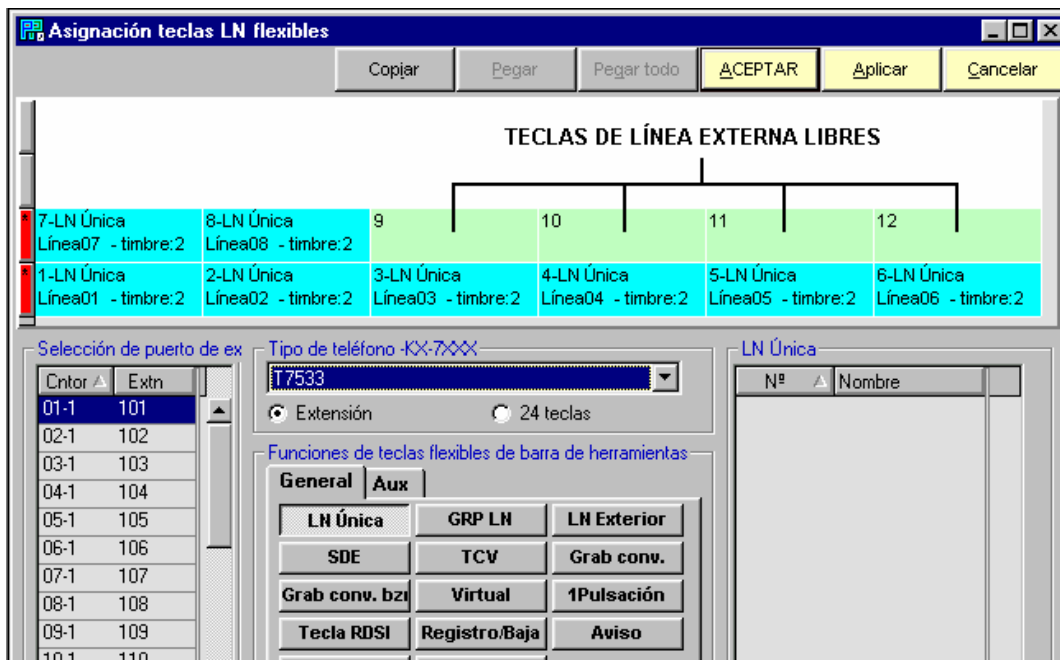 Asignación teclas LN flexibles
Copiar Pegar Pegar todo ACEPTAR Aplicar Cancelar
TECLAS DE LÍNEA EXTERNA LIBRES
7-LN Única 8-LN Única 9 10 11 12
Línea07 - timbre:2 Línea08 - timbre:2
1-LN Única 2-LN Única 3-LN Única 4-LN Única 5-LN Única 6-LN Única
Línea01 - timbre:2 Línea02 - timbre:2 Línea03 - timbre:2 Línea04 - timbre:2 Línea05 - timbre:2 Línea06 - timbre:2
Selección de puerto de ex Tipo de teléfono -KX-7XXX LN Única
Cntor Extn T7533 Nº Nombre
01-1 101 Extensión 24 teclas
02-1 102
03-1 103 Funciones de teclas flexibles de barra de herramientas
04-1 104 General Aux
05-1 105 LN Única GRP LN LN Exterior
06-1 106 SDE TCV Grab conv.
07-1 107
08-1 108 Grab conv. bzı Virtual 1Pulsación
09-1 109 Tecla RDSI Registro/Baja Aviso
10-1 110